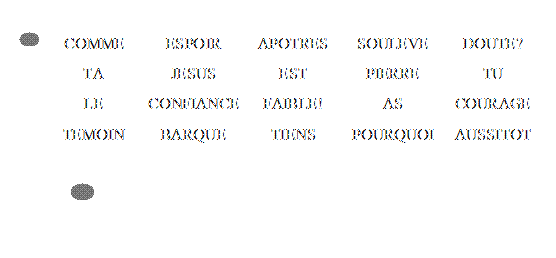 COMME ESPOIR APOTRES SOULEVE DOUTE?
TA JESUS EST PIERRE TU
LE CONFIANCE FAIBLE! AS COURAGE
TEMOIN BARQUE TIENS POURQUOI AUSSITOT